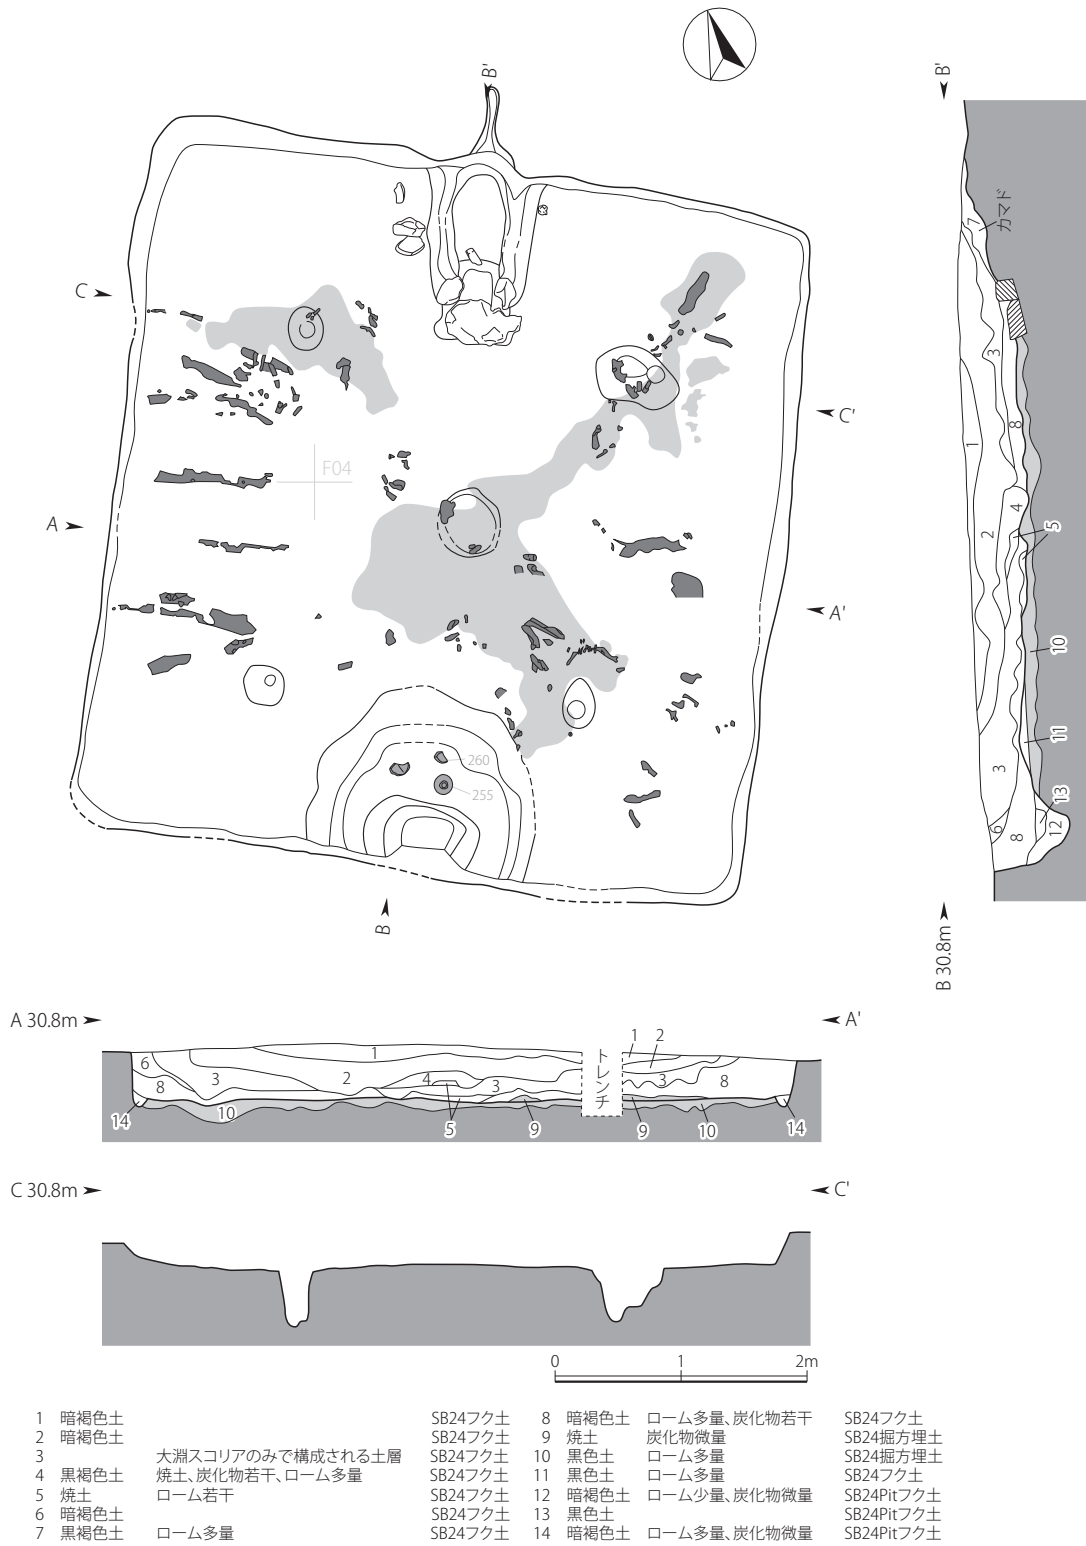 B'
B'
カマド
7
C
3
C'
8
F04
1
A
4
5
2
A'
10
11
260
3
255
13
6
8
12
B
B 30.8m
A 30.8m
A'
1
2
1
6
3
2
4
3
トレンチ
3
8
8
14
10
5
9
9
10
14
C 30.8m
C'
0 1 2m
1 暗褐色土 SB24フク土
2 暗褐色土 SB24フク土
3 大淵スコリアのみで構成される土層 SB24フク土
4 黒褐色土 焼土、炭化物若干、ローム多量 SB24フク土
5 焼土 ローム若干 SB24フク土
6 暗褐色土 SB24フク土
7 黒褐色土 ローム多量 SB24フク土
8 暗褐色土 ローム多量、炭化物若干 SB24フク土
9 焼土 炭化物微量 SB24掘方埋土
10 黒色土 ローム多量 SB24掘方埋土
11 黒色土 ローム多量 SB24フク土
12 暗褐色土 ローム少量、炭化物微量 SB24Pitフク土
13 黒色土 SB24Pitフク土
14 暗褐色土 ローム多量、炭化物微量 SB24Pitフク土